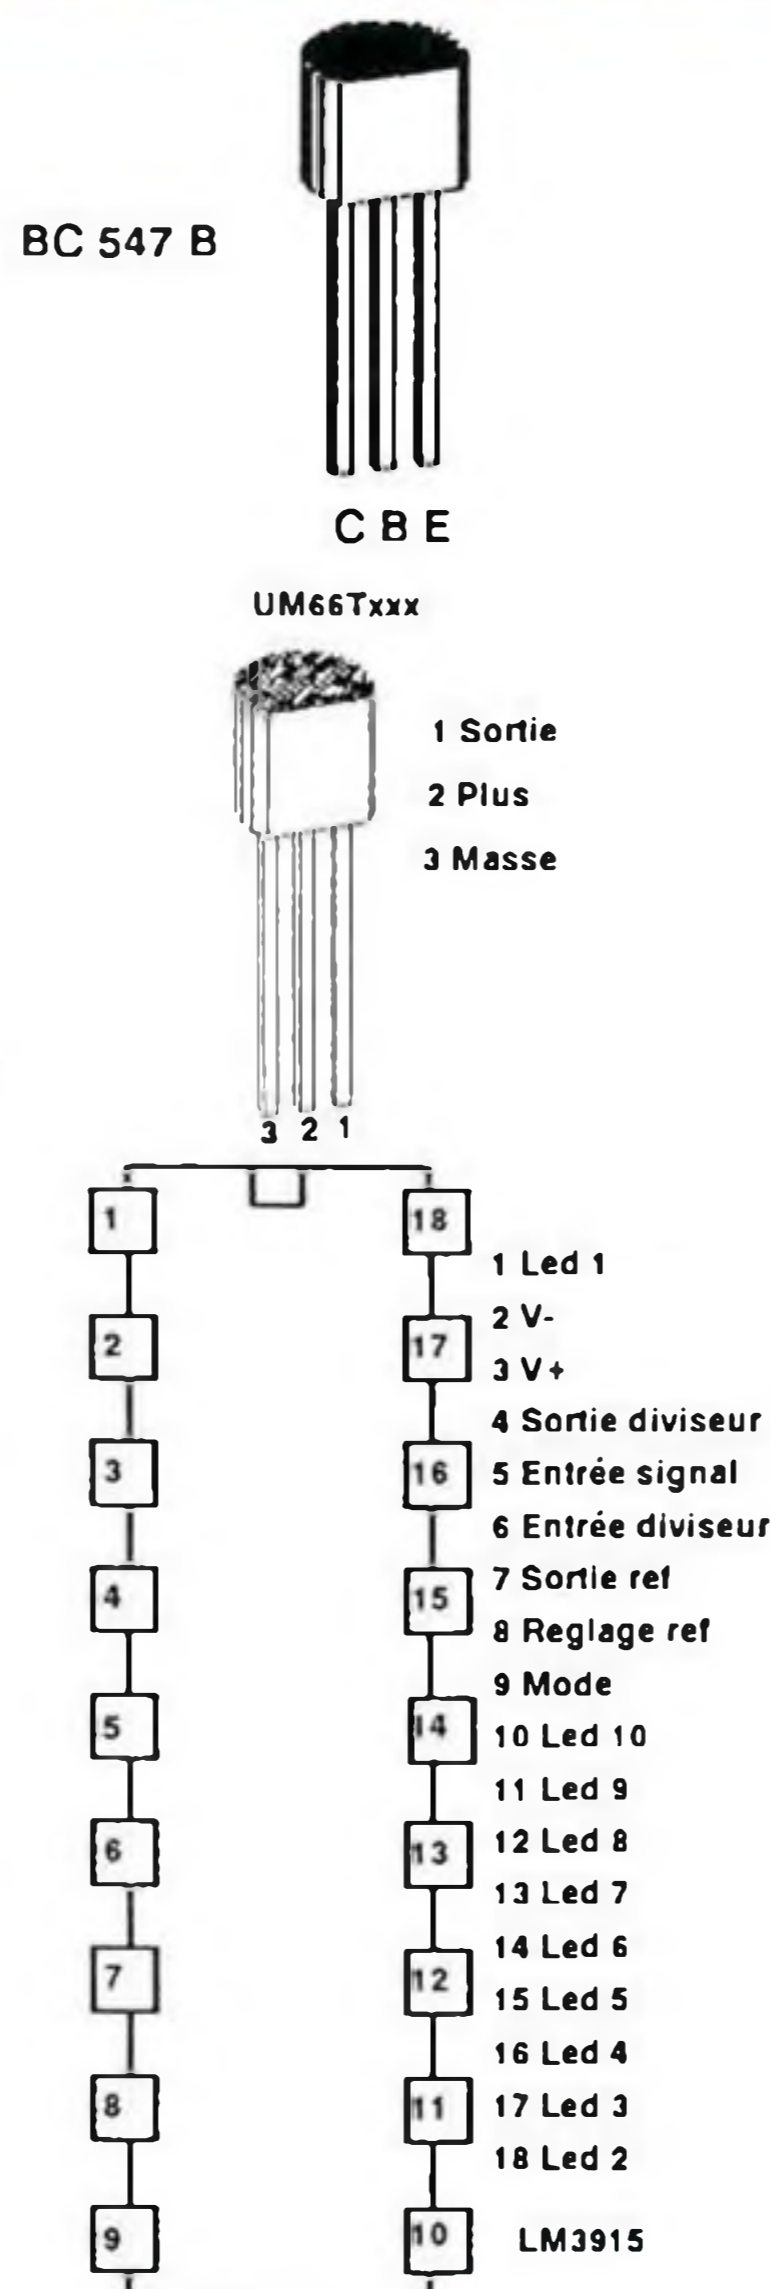 BC 547 B
C B E
UM66Txxx
1 Sortie
2 Plus
3 Masse
3 2 1
1 18
2 17
3 16
4 15
5 14
6 13
7 12
8 11
9 10
1 Led 1
2 V-
3 V+
4 Sortie diviseur
5 Entrée signal
6 Entrée diviseur
7 Sortie ref
8 Reglage ref
9 Mode
10 Led 10
11 Led 9
12 Led 8
13 Led 7
14 Led 6
15 Led 5
16 Led 4
17 Led 3
18 Led 2
LM3915